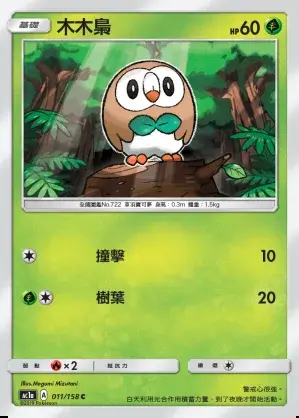 基礎 木木梟 HP60
全國圖鑑No.722 草羽寶可夢 身高：0.3m 體重：1.5kg
撞擊 10
樹葉 20
弱點 ×2 抵抗力 撤退
Illus.Megumi Mizutani
AC1a A 011/158 C
©2019 Pokémon
警戒心很強。
白天利用光合作用積蓄力量，到了夜晚才開始活動。